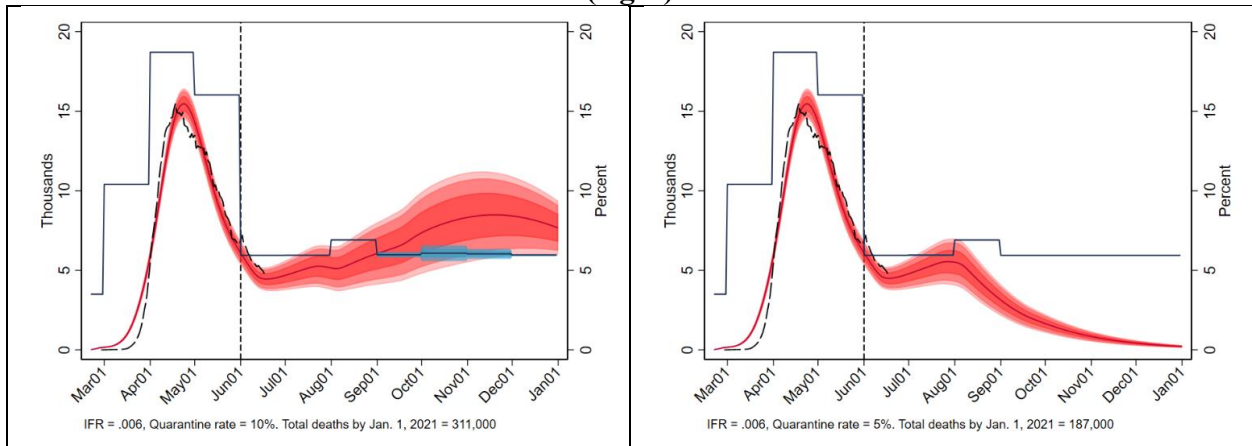 20
15
10
5
0
Thousands
20
15
10
5
0
Percent
Mar01
Apr01
May01
Jun01
Jul01
Aug01
Sep01
Oct01
Nov01
Dec01
Jan01
IFR = .006, Quarantine rate = 10%. Total deaths by Jan. 1, 2021 = 311,000
20
15
10
5
0
Thousands
20
15
10
5
0
Percent
Mar01
Apr01
May01
Jun01
Jul01
Aug01
Sep01
Oct01
Nov01
Dec01
Jan01
IFR = .006, Quarantine rate = 5%. Total deaths by Jan. 1, 2021 = 187,000